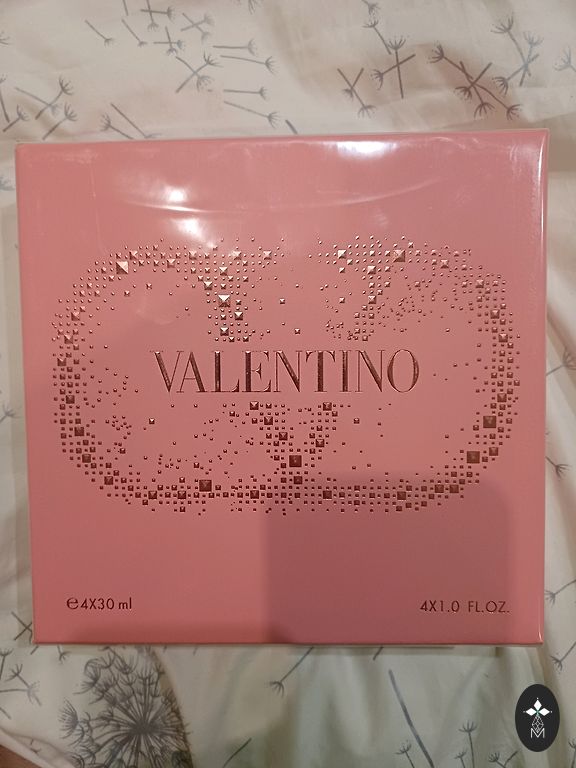 VALENTINO
℮4X30 ml
4X1.0 FL.OZ.
M